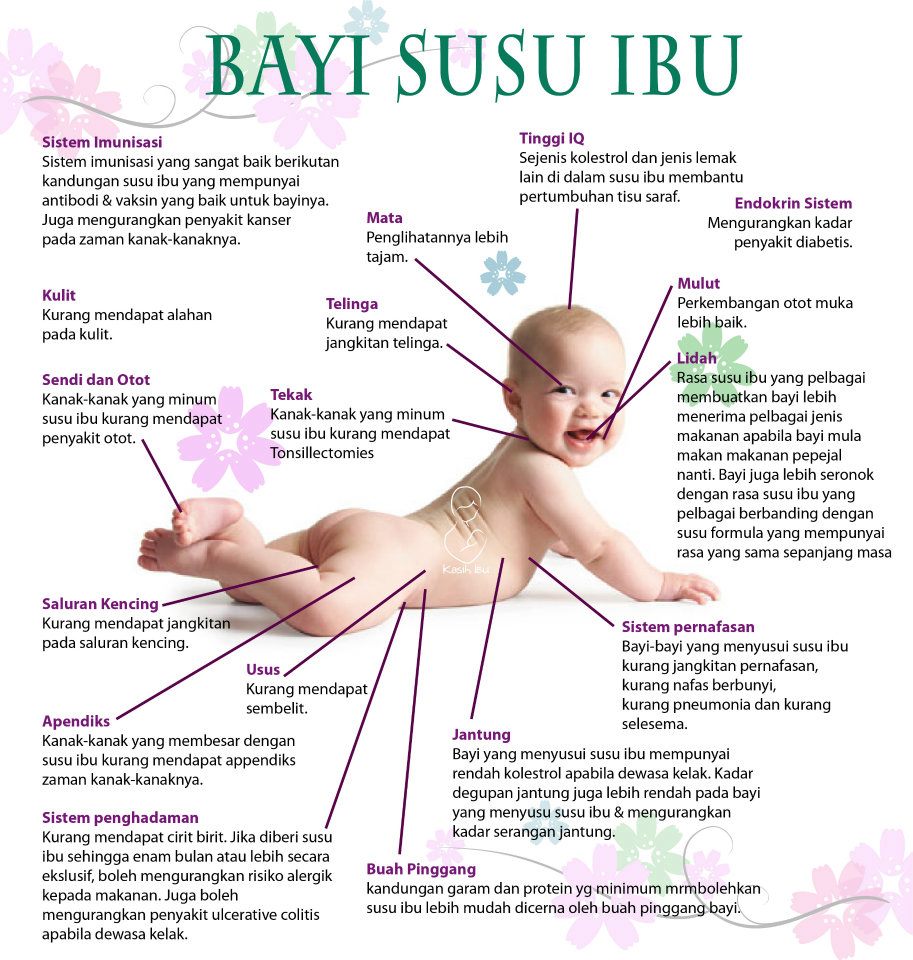 BAYI SUSU IBU
Sistem Imunisasi
Sistem imunisasi yang sangat baik berikutan
kandungan susu ibu yang mempunyai
antibodi & vaksin yang baik untuk bayinya.
Juga mengurangkan penyakit kanser
pada zaman kanak-kanaknya.
Tinggi IQ
Sejenis kolestrol dan jenis lemak
lain di dalam susu ibu membantu
pertumbuhan tisu saraf.
Endokrin Sistem
Mengurangkan kadar
penyakit diabetis.
Mata
Penglihatannya lebih
tajam.
Kulit
Kurang mendapat alahan
pada kulit.
Telinga
Kurang mendapat
jangkitan telinga.
Mulut
Perkembangan otot muka
lebih baik.
Lidah
Rasa susu ibu yang pelbagai
membuatkan bayi lebih
menerima pelbagai jenis
makanan apabila bayi mula
makan makanan pepejal
nanti. Bayi juga lebih seronok
dengan rasa susu ibu yang
pelbagai berbanding dengan
susu formula yang mempunyai
rasa yang sama sepanjang masa
Sendi dan Otot
Kanak-kanak yang minum
susu ibu kurang mendapat
penyakit otot.
Tekak
Kanak-kanak yang minum
susu ibu kurang mendapat
Tonsillectomies
Kasih Ibu
Saluran Kencing
Kurang mendapat jangkitan
pada saluran kencing.
Sistem pernafasan
Bayi-bayi yang menyusui susu ibu
kurang jangkitan pernafasan,
kurang nafas berbunyi,
kurang pneumonia dan kurang
selesema.
Usus
Kurang mendapat
sembelit.
Apendiks
Kanak-kanak yang membesar dengan
susu ibu kurang mendapat appendiks
zaman kanak-kanaknya.
Jantung
Bayi yang menyusui susu ibu mempunyai
rendah kolestrol apabila dewasa kelak. Kadar
degupan jantung juga lebih rendah pada bayi
yang menyusu susu ibu & mengurangkan
kadar serangan jantung.
Sistem penghadaman
Kurang mendapat cirit birit. Jika diberi susu
ibu sehingga enam bulan atau lebih secara
ekslusif, boleh mengurangkan risiko alergik
kepada makanan. Juga boleh
mengurangkan penyakit ulcerative colitis
apabila dewasa kelak.
Buah Pinggang
kandungan garam dan protein yg minimum mrmbolehkan
susu ibu lebih mudah dicerna oleh buah pinggang bayi.